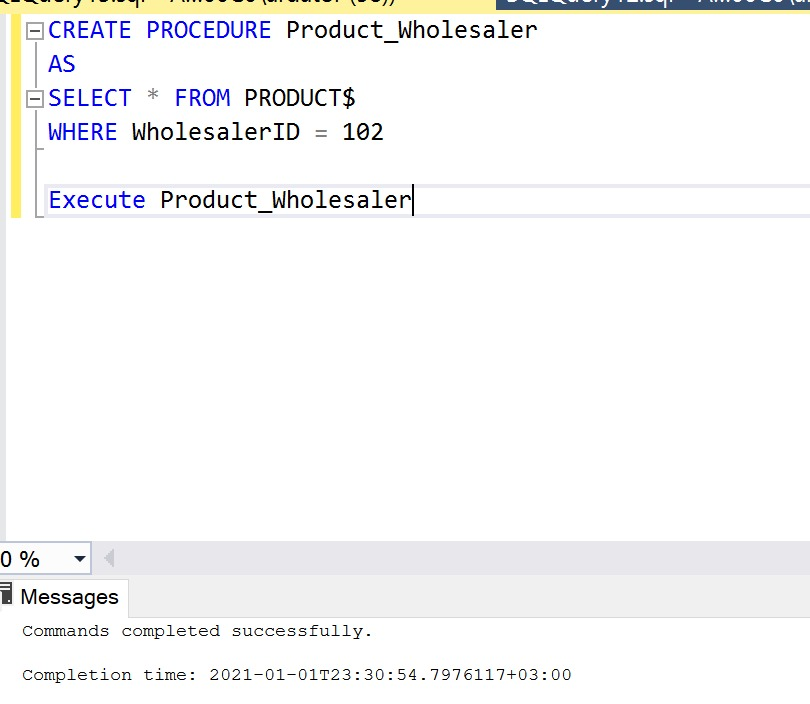 CREATE PROCEDURE Product_Wholesaler
AS
SELECT * FROM PRODUCT$
WHERE WholesalerID = 102
Execute Product_Wholesaler
0 %
Messages
Commands completed successfully.
Completion time: 2021-01-01T23:30:54.7976117+03:00